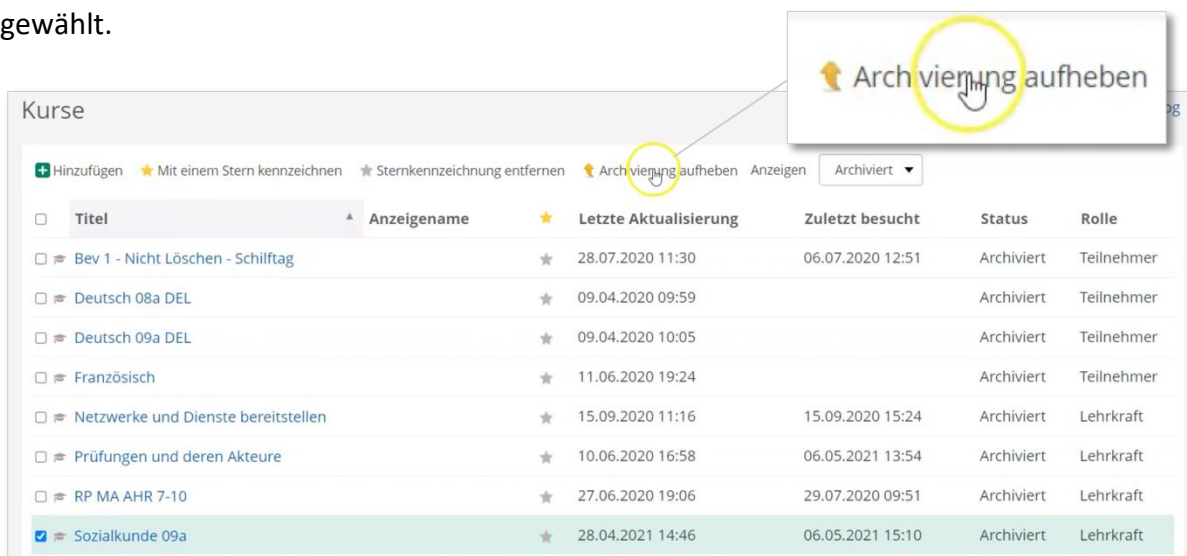 gewählt.
Archivierung aufheben
Kurse
Hinzufügen Mit einem Stern kennzeichnen Sternkennzeichnung entfernen Archivierung aufheben Anzeigen Archiviert
Titel Anzeigename Letzte Aktualisierung Zuletzt besucht Status Rolle
Bev 1 - Nicht Löschen - Schilftag 28.07.2020 11:30 06.07.2020 12:51 Archiviert Teilnehmer
Deutsch 08a DEL 09.04.2020 09:59 Archiviert Teilnehmer
Deutsch 09a DEL 09.04.2020 10:05 Archiviert Teilnehmer
Französisch 11.06.2020 19:24 Archiviert Teilnehmer
Netzwerke und Dienste bereitstellen 15.09.2020 11:16 15.09.2020 15:24 Archiviert Lehrkraft
Prüfungen und deren Akteure 10.06.2020 16:58 06.05.2021 13:54 Archiviert Lehrkraft
RP MA AHR 7-10 27.06.2020 19:06 29.07.2020 09:51 Archiviert Lehrkraft
Sozialkunde 09a 28.04.2021 14:46 06.05.2021 15:10 Archiviert Lehrkraft